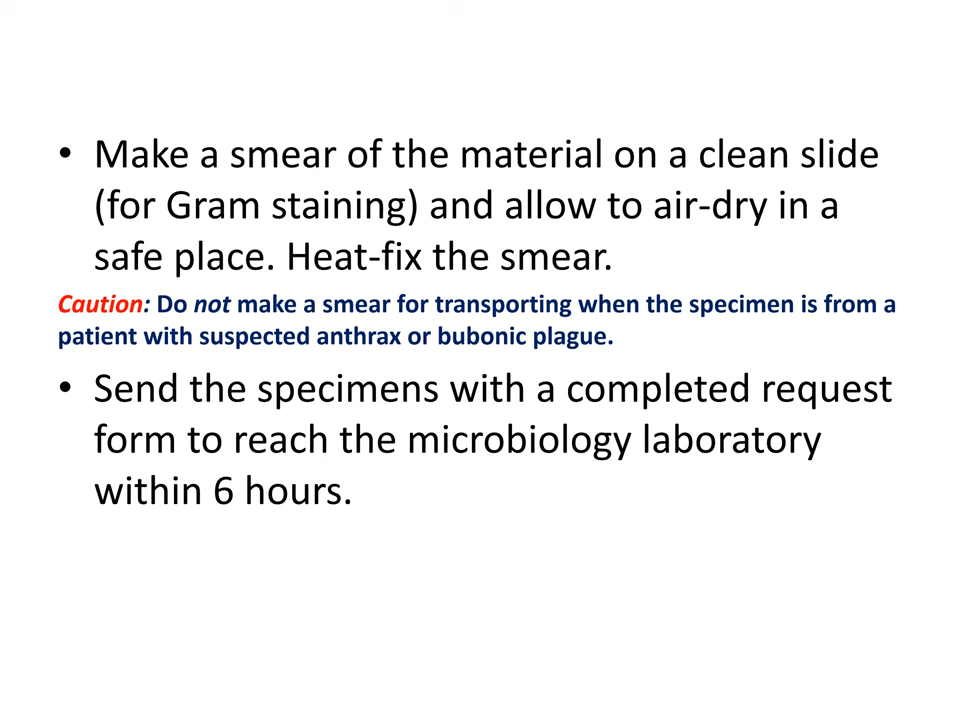 • Make a smear of the material on a clean slide
(for Gram staining) and allow to air-dry in a
safe place. Heat-fix the smear.
Caution: Do not make a smear for transporting when the specimen is from a
patient with suspected anthrax or bubonic plague.
• Send the specimens with a completed request
form to reach the microbiology laboratory
within 6 hours.